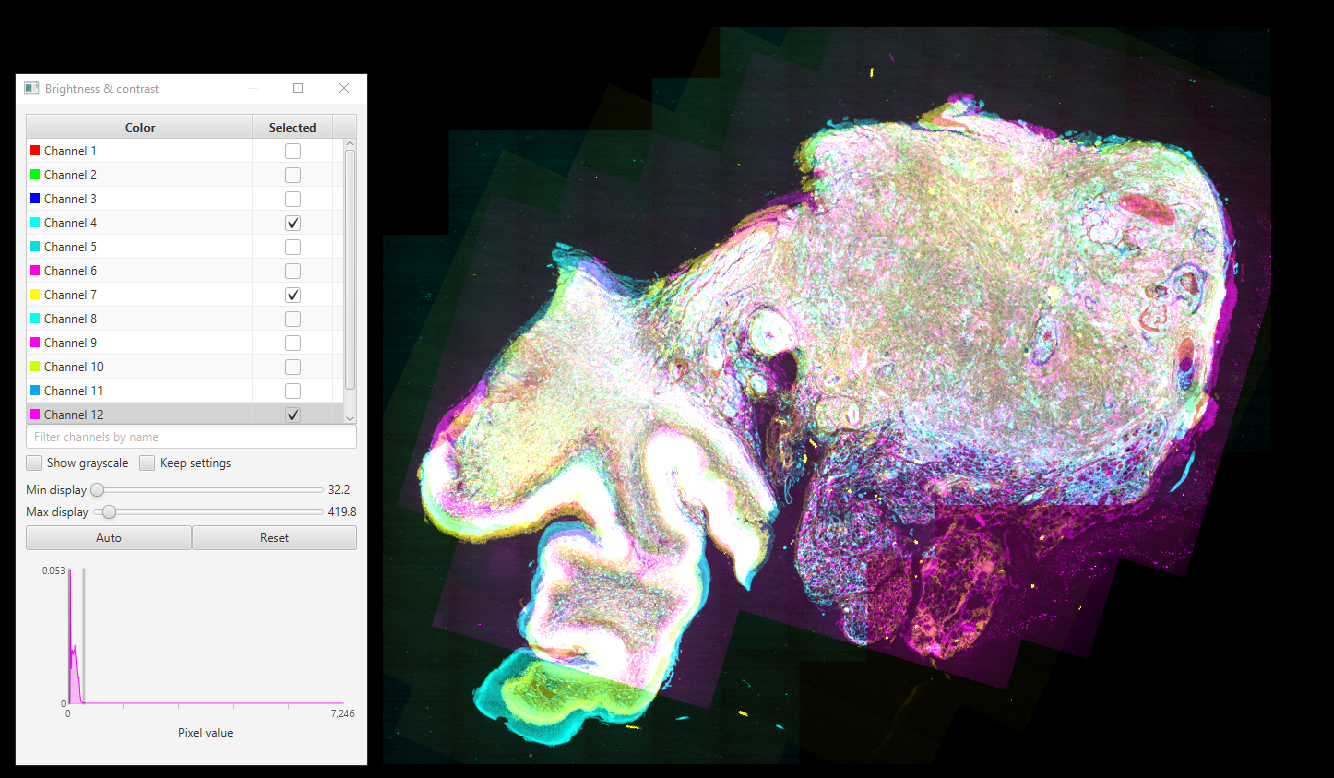 Brightness & contrast
Color Selected
Channel 1
Channel 2
Channel 3
Channel 4
Channel 5
Channel 6
Channel 7
Channel 8
Channel 9
Channel 10
Channel 11
Channel 12
Filter channels by name
Show grayscale Keep settings
Min display 32.2
Max display 419.8
Auto Reset
0.053
0
0 7,246
Pixel value